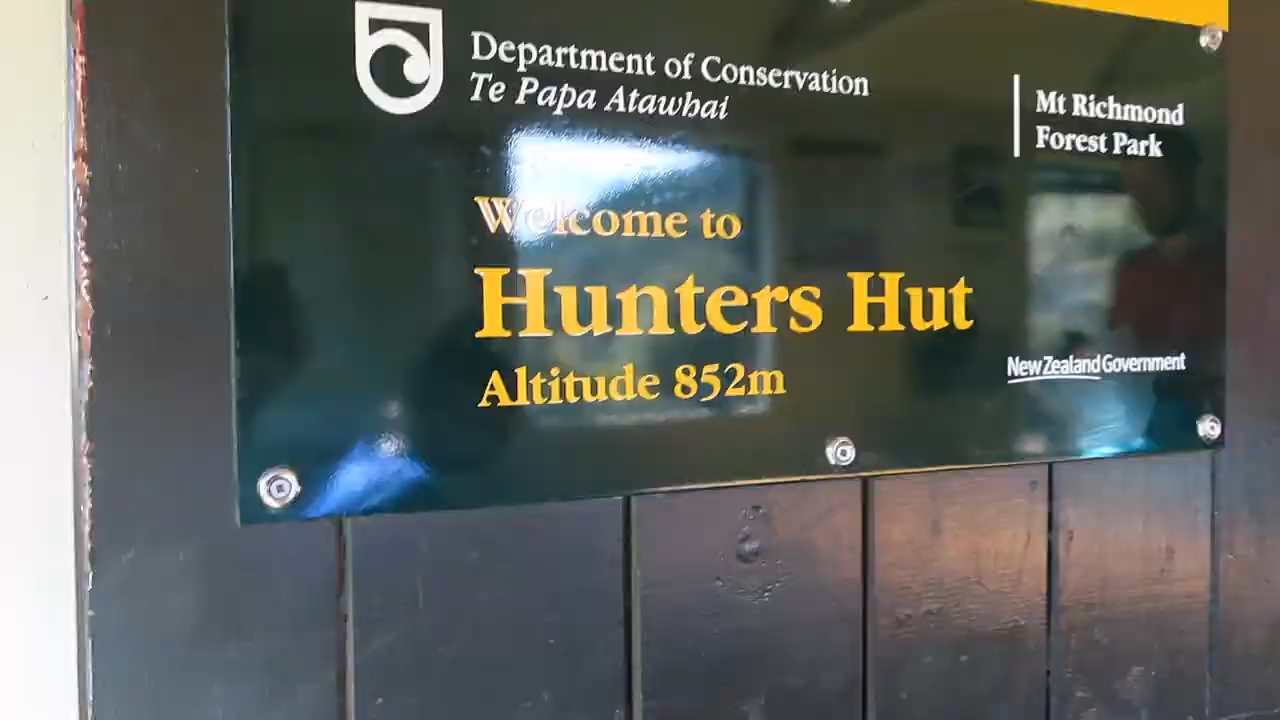 Department of Conservation
Te Papa Atawhai
Mt Richmond
Forest Park
Welcome to
Hunters Hut
Altitude 852m
New Zealand Government